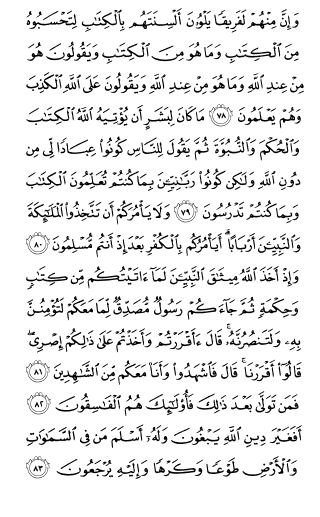 وَإِنَّ مِنْهُمْ لَفَرِيقًا يَلْوُۥنَ أَلْسِنَتَهُم بِٱلْكِتَٰبِ لِتَحْسَبُوهُ
مِنَ ٱلْكِتَٰبِ وَمَا هُوَ مِنَ ٱلْكِتَٰبِ وَيَقُولُونَ هُوَ
مِنْ عِندِ ٱللَّهِ وَمَا هُوَ مِنْ عِندِ ٱللَّهِ وَيَقُولُونَ عَلَى ٱللَّهِ ٱلْكَذِبَ
وَهُمْ يَعْلَمُونَ ٧٨ مَا كَانَ لِبَشَرٍ أَن يُؤْتِيَهُ ٱللَّهُ ٱلْكِتَٰبَ
وَٱلْحُكْمَ وَٱلنُّبُوَّةَ ثُمَّ يَقُولَ لِلنَّاسِ كُونُوا۟ عِبَادًا لِّى مِن
دُونِ ٱللَّهِ وَلَٰكِن كُونُوا۟ رَبَّٰنِيِّۦنَ بِمَا كُنتُمْ تُعَلِّمُونَ ٱلْكِتَٰبَ
وَبِمَا كُنتُمْ تَدْرُسُونَ ٧٩ وَلَا يَأْمُرَكُمْ أَن تَتَّخِذُوا۟ ٱلْمَلَٰٓئِكَةَ
وَٱلنَّبِيِّۦنَ أَرْبَابًا ۗ أَيَأْمُرُكُم بِٱلْكُفْرِ بَعْدَ إِذْ أَنتُم مُّسْلِمُونَ ٨٠
وَإِذْ أَخَذَ ٱللَّهُ مِيثَٰقَ ٱلنَّبِيِّۦنَ لَمَآ ءَاتَيْتُكُم مِّن كِتَٰبٍ
وَحِكْمَةٍ ثُمَّ جَآءَكُمْ رَسُولٌ مُّصَدِّقٌ لِّمَا مَعَكُمْ لَتُؤْمِنُنَّ
بِهِۦ وَلَتَنصُرُنَّهُۥ ۚ قَالَ ءَأَقْرَرْتُمْ وَأَخَذْتُمْ عَلَىٰ ذَٰلِكُمْ إِصْرِى ۖ
قَالُوٓا۟ أَقْرَرْنَا ۚ قَالَ فَٱشْهَدُوا۟ وَأَنَا۠ مَعَكُم مِّنَ ٱلشَّٰهِدِينَ ٨١
فَمَن تَوَلَّىٰ بَعْدَ ذَٰلِكَ فَأُو۟لَٰٓئِكَ هُمُ ٱلْفَٰسِقُونَ ٨٢
أَفَغَيْرَ دِينِ ٱللَّهِ يَبْغُونَ وَلَهُۥٓ أَسْلَمَ مَن فِى ٱلسَّمَٰوَٰتِ
وَٱلْأَرْضِ طَوْعًا وَكَرْهًا وَإِلَيْهِ يُرْجَعُونَ ٨٣